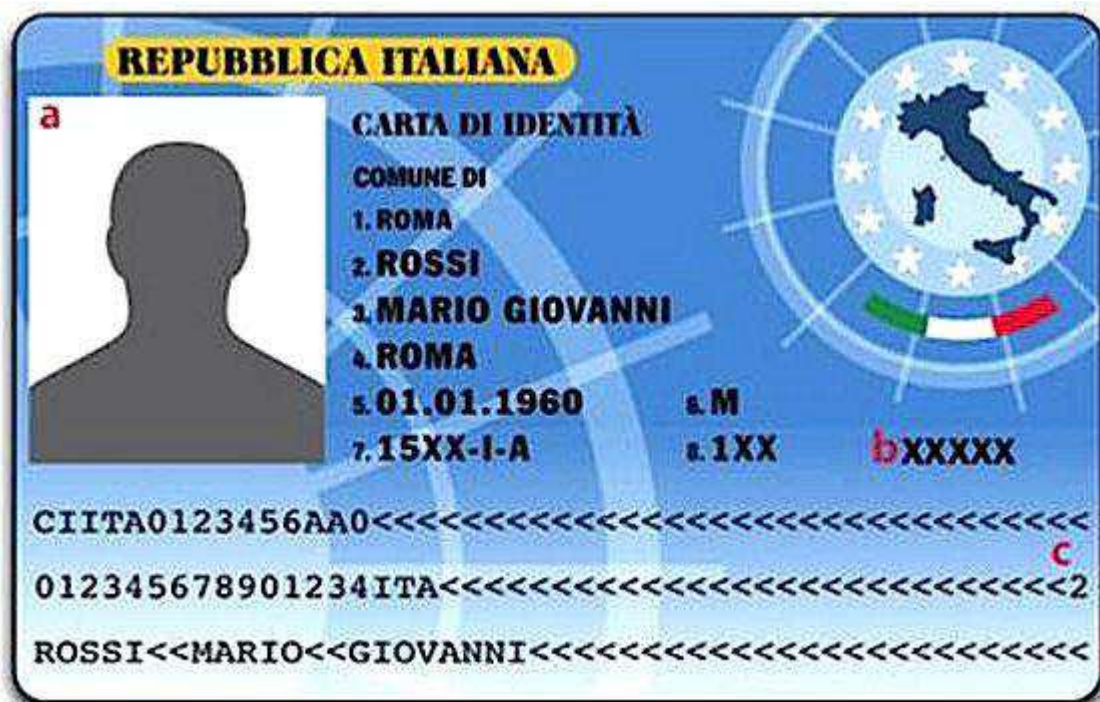 REPUBBLICA ITALIANA
a
CARTA DI IDENTITÀ
COMUNE DI
1. ROMA
2. ROSSI
3. MARIO GIOVANNI
4. ROMA
5. 01.01.1960 6. M
7. 15XX-I-A 8. 1XX b XXXXX
CIITA0123456AA0<<<<<<<<<<<<<<<<<<<<<<<<
c
012345678901234ITA<<<<<<<<<<<<<<<<<<<<<<<<<<<<2
ROSSI<<MARIO<<GIOVANNI<<<<<<<<<<<<<<<<<<<<<<<<<